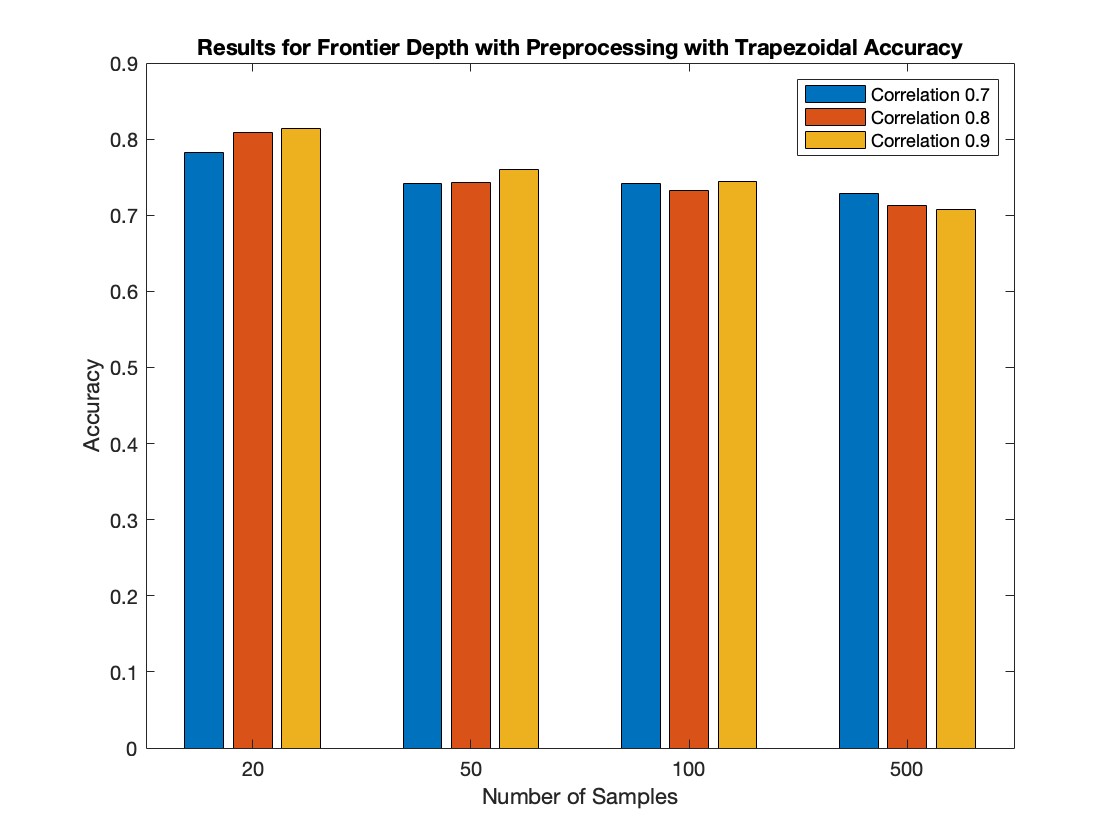 Results for Frontier Depth with Preprocessing with Trapezoidal Accuracy
Correlation 0.7
Correlation 0.8
Correlation 0.9
Accuracy
0.9
0.8
0.7
0.6
0.5
0.4
0.3
0.2
0.1
0
20 50 100 500
Number of Samples